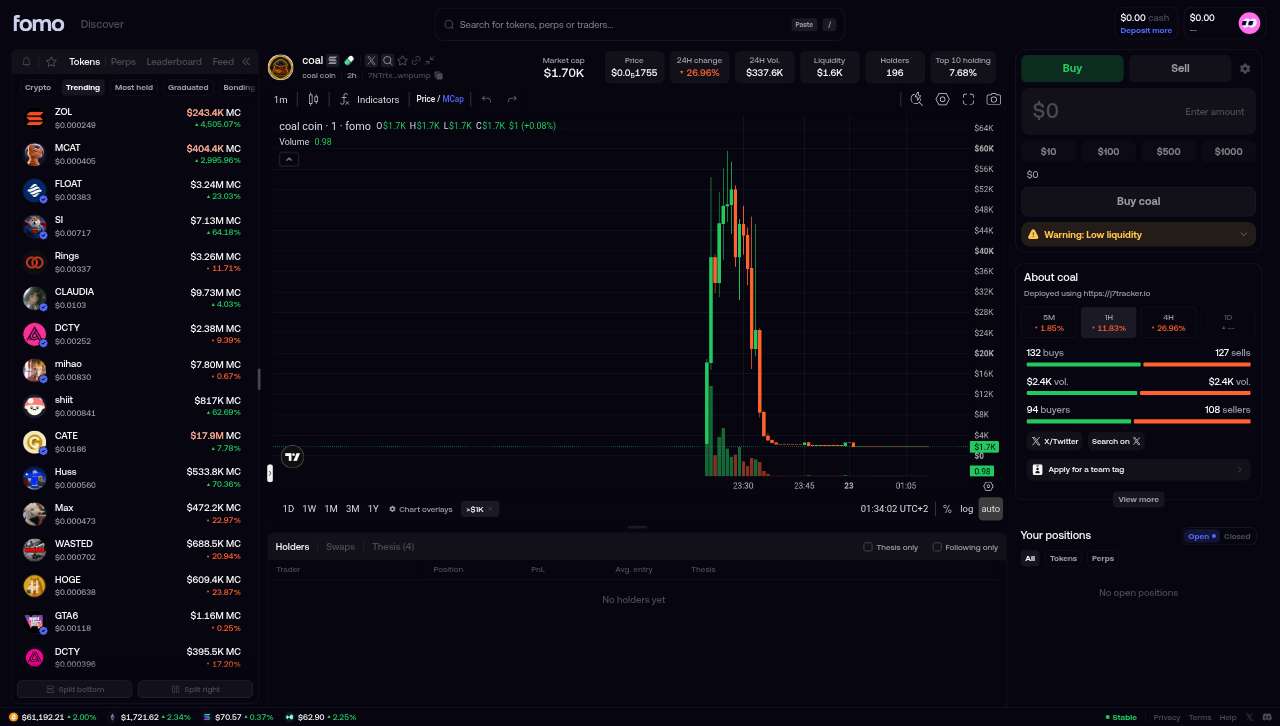 fomo Discover
Search for tokens, perps or traders... Paste /
$0.00 cash
Deposit more
$0.00
—
Tokens Perps Leaderboard Feed
Crypto Trending Most held Graduated Bonding
ZOL $243.4K MC
$0.000249 4,505.07%
MCAT $404.4K MC
$0.000405 2,995.96%
FLOAT $3.24M MC
$0.00383 23.03%
SI $7.13M MC
$0.00717 64.18%
Rings $3.26M MC
$0.00337 11.71%
CLAUDIA $9.73M MC
$0.0103 4.03%
DCTY $2.38M MC
$0.00252 9.39%
mihao $7.80M MC
$0.00830 0.67%
shiit $817K MC
$0.000841 62.69%
CATE $17.9M MC
$0.0186 7.78%
Huss $533.8K MC
$0.000560 70.36%
Max $472.2K MC
$0.000473 22.97%
WASTED $688.5K MC
$0.000702 20.94%
HOGE $609.4K MC
$0.000638 23.87%
GTA6 $1.16M MC
$0.00118 0.25%
DCTY $395.5K MC
$0.000396 17.20%
Split bottom Split right
coal
coal coin 2h 7NTrts...wnpump
Market cap
$1.70K
Price
$0.0₅1755
24H change
26.96%
24H Vol.
$337.6K
Liquidity
$1.6K
Holders
196
Top 10 holding
7.68%
1m Indicators Price / MCap
coal coin · 1 · fomo O$1.7K H$1.7K L$1.7K C$1.7K $1 (+0.08%)
Volume 0.98
$64K
$60K
$56K
$52K
$48K
$44K
$40K
$36K
$32K
$28K
$24K
$20K
$16K
$12K
$8K
$4K
$1.7K
$0
0.98
23:30 23:45 23 01:05
1D 1W 1M 3M 1Y Chart overlays >$1K 01:34:02 UTC+2 % log auto
Holders Swaps Thesis (4) Thesis only Following only
Trader Position PnL Avg. entry Thesis
No holders yet
Buy Sell
$0 Enter amount
$10 $100 $500 $1000
$0
Buy coal
Warning: Low liquidity
About coal
Deployed using https://j7tracker.io
5M 1H 4H 1D
1.85% 11.83% 26.96% --
132 buys 127 sells
$2.4K vol. $2.4K vol.
94 buyers 108 sellers
X/Twitter Search on X
Apply for a team tag
View more
Your positions Open Closed
All Tokens Perps
No open positions
$61,192.21 2.00% $1,721.62 2.34% $70.57 0.37% $62.90 2.25% Stable Privacy Terms Help